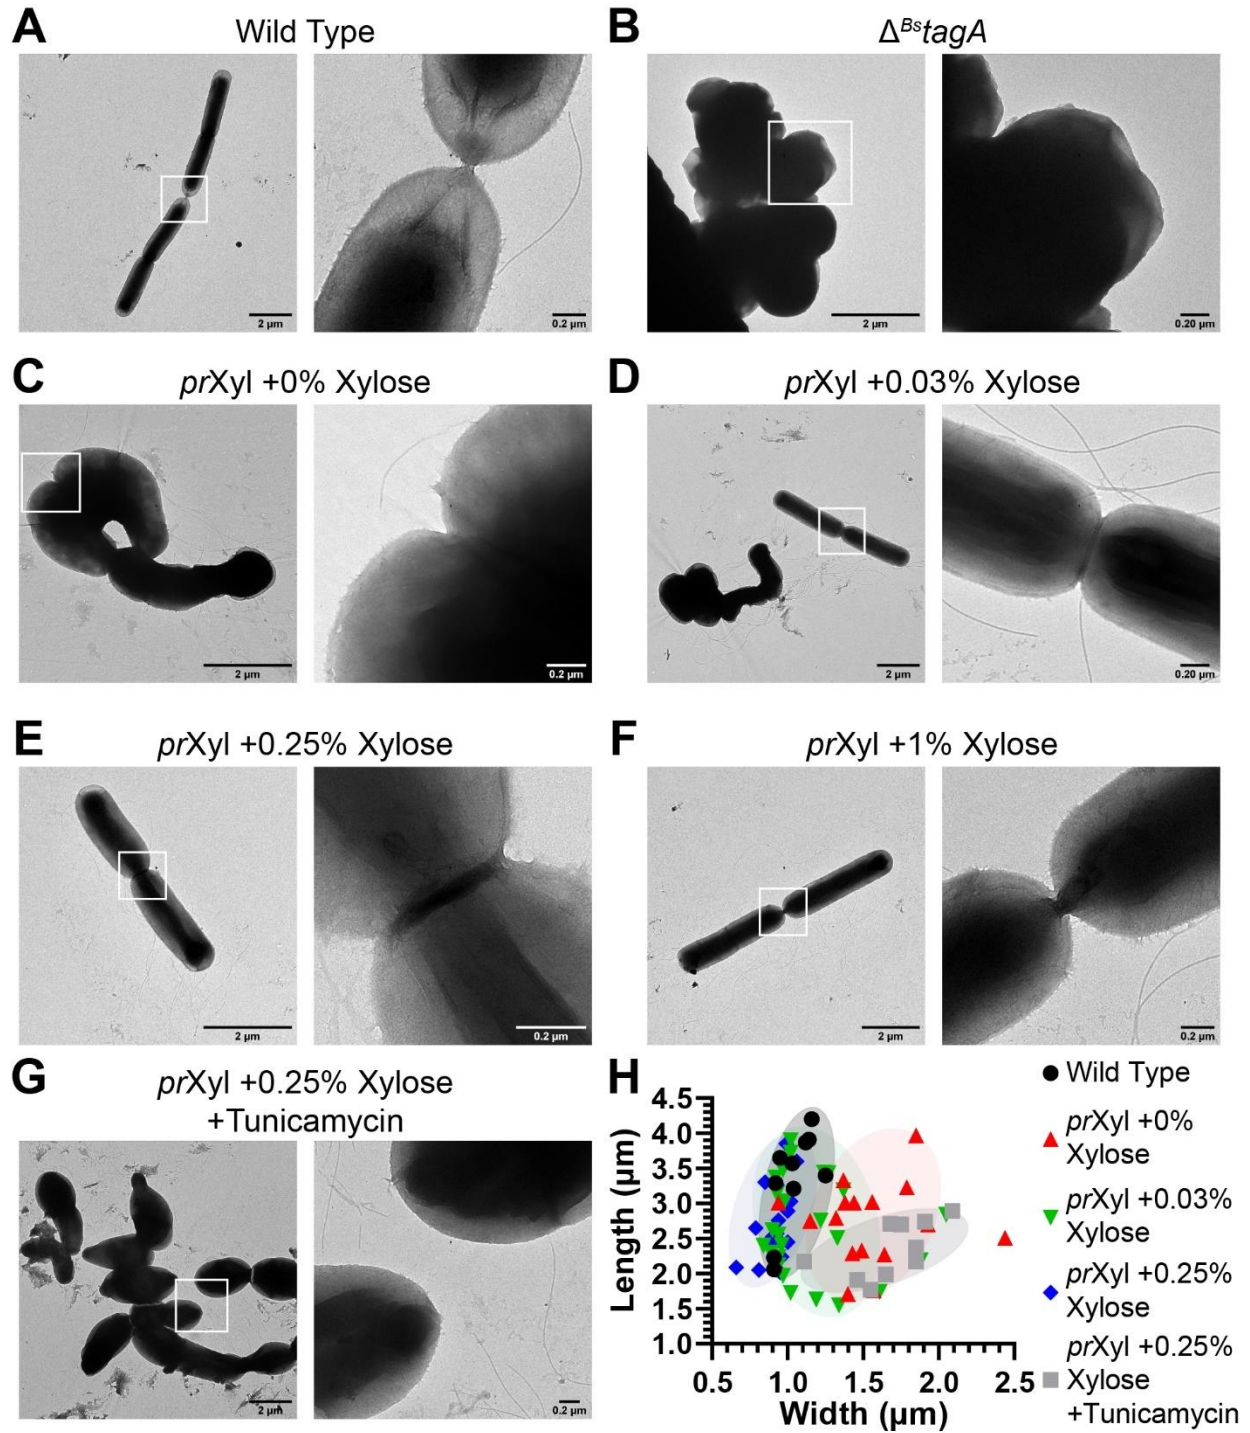 A
Wild Type
2 µm
0.2 µm
B
ΔᴮˢtagA
2 µm
0.20 µm
C
prXyl +0% Xylose
2 µm
0.2 µm
D
prXyl +0.03% Xylose
2 µm
0.20 µm
E
prXyl +0.25% Xylose
2 µm
0.2 µm
F
prXyl +1% Xylose
2 µm
0.2 µm
G
prXyl +0.25% Xylose
+Tunicamycin
2 µm
0.2 µm
H
Length (µm)
4.5
4.0
3.5
3.0
2.5
2.0
1.5
1.0
0.5 1.0 1.5 2.0 2.5
Width (µm)
Wild Type
prXyl +0%
Xylose
prXyl +0.03%
Xylose
prXyl +0.25%
Xylose
prXyl +0.25%
Xylose
+Tunicamycin